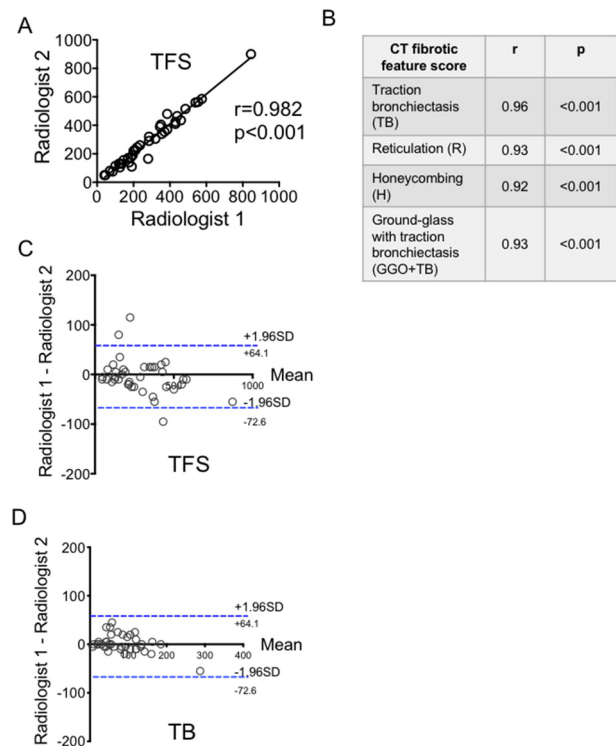 A
TFS
Radiologist 2
1000
800
600
400
200
0
r=0.982
p<0.001
0 200 400 600 800 1000
Radiologist 1
B
CT fibrotic feature score r p
Traction bronchiectasis (TB) 0.96 <0.001
Reticulation (R) 0.93 <0.001
Honeycombing (H) 0.92 <0.001
Ground-glass with traction bronchiectasis (GGO+TB) 0.93 <0.001
C
Radiologist 1 - Radiologist 2
200
100
0
-100
-200
+1.96SD
+64.1
500 1000
Mean
-1.96SD
-72.6
TFS
D
Radiologist 1 - Radiologist 2
200
100
0
-100
-200
+1.96SD
+64.1
Mean
100 200 300 400
-1.96SD
-72.6
TB